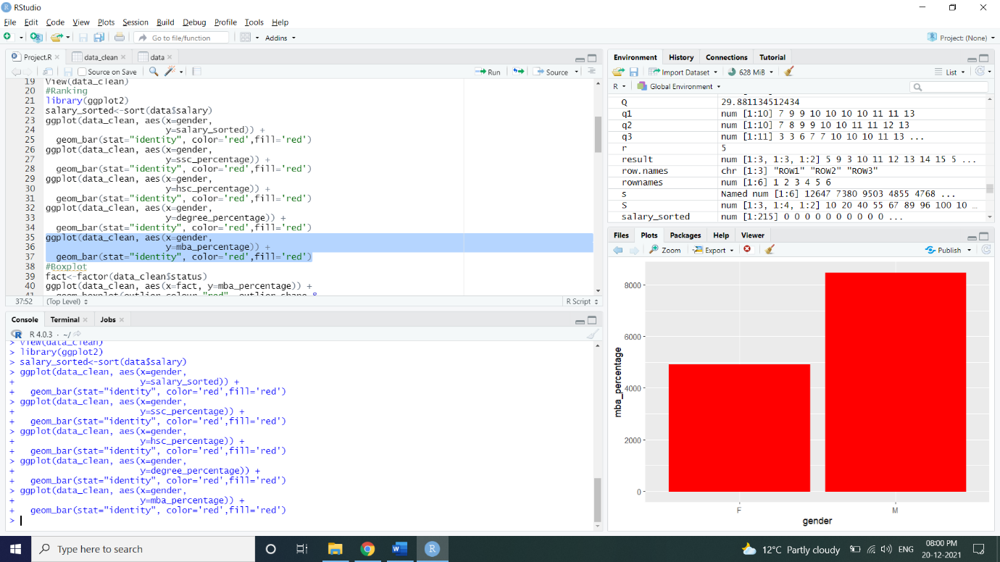 RStudio
File Edit Code View Plots Session Build Debug Profile Tools Help
Go to file/function Addins Project: (None)
Project.R data_clean data
Source on Save Run Source
19 View(data_clean)
20 #Ranking
21 library(ggplot2)
22 salary_sorted<-sort(data$salary)
23 ggplot(data_clean, aes(x=gender,
24 y=salary_sorted)) +
25 geom_bar(stat="identity", color='red',fill='red')
26 ggplot(data_clean, aes(x=gender,
27 y=ssc_percentage)) +
28 geom_bar(stat="identity", color='red',fill='red')
29 ggplot(data_clean, aes(x=gender,
30 y=hsc_percentage)) +
31 geom_bar(stat="identity", color='red',fill='red')
32 ggplot(data_clean, aes(x=gender,
33 y=degree_percentage)) +
34 geom_bar(stat="identity", color='red',fill='red')
35 ggplot(data_clean, aes(x=gender,
36 y=mba_percentage)) +
37 geom_bar(stat="identity", color='red',fill='red')
38 #Boxplot
39 fact<-factor(data_clean$status)
40 ggplot(data_clean, aes(x=fact, y=mba_percentage)) +
37:52 (Top Level) R Script
Console Terminal Jobs
R 4.0.3 · ~/
> View(data_clean)
> library(ggplot2)
> salary_sorted<-sort(data$salary)
> ggplot(data_clean, aes(x=gender,
+ y=salary_sorted)) +
+ geom_bar(stat="identity", color='red',fill='red')
> ggplot(data_clean, aes(x=gender,
+ y=ssc_percentage)) +
+ geom_bar(stat="identity", color='red',fill='red')
> ggplot(data_clean, aes(x=gender,
+ y=hsc_percentage)) +
+ geom_bar(stat="identity", color='red',fill='red')
> ggplot(data_clean, aes(x=gender,
+ y=degree_percentage)) +
+ geom_bar(stat="identity", color='red',fill='red')
> ggplot(data_clean, aes(x=gender,
+ y=mba_percentage)) +
+ geom_bar(stat="identity", color='red',fill='red')
>
Environment History Connections Tutorial
Import Dataset 628 MiB List
R Global Environment
Q 29.881134512434
q1 num [1:10] 7 9 9 10 10 10 10 11 11 13
q2 num [1:10] 7 8 9 9 10 10 11 11 12 13
q3 num [1:11] 3 3 6 7 7 10 10 10 11 13 ...
r 5
result num [1:3, 1:3, 1:2] 5 9 3 10 11 12 13 14 15 5 ...
row.names chr [1:3] "ROW1" "ROW2" "ROW3"
rownames num [1:6] 1 2 3 4 5 6
s Named num [1:6] 12647 7380 9503 4855 4768 ...
S num [1:3, 1:4, 1:2] 10 20 40 55 67 89 96 100 10 …
salary_sorted num [1:215] 0 0 0 0 0 0 0 0 0 0 ...
Files Plots Packages Help Viewer
Zoom Export Publish
mba_percentage
8000
6000
4000
2000
0
F M
gender
Type here to search
12°C Partly cloudy ENG
08:00 PM
20-12-2021